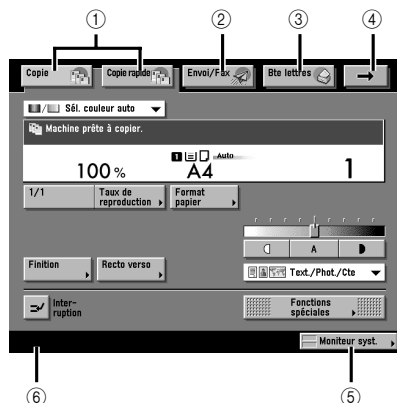 ① ② ③ ④
Copie Copie rapide Envoi/Fax Bte lettres →
Sél. couleur auto
Machine prête à copier.
100 % 1 Auto A4 1
1/1 Taux de reproduction Format papier
A
Finition Recto verso Text./Phot./Cte
Inter-
ruption
Fonctions
spéciales
Moniteur syst.
⑥ ⑤